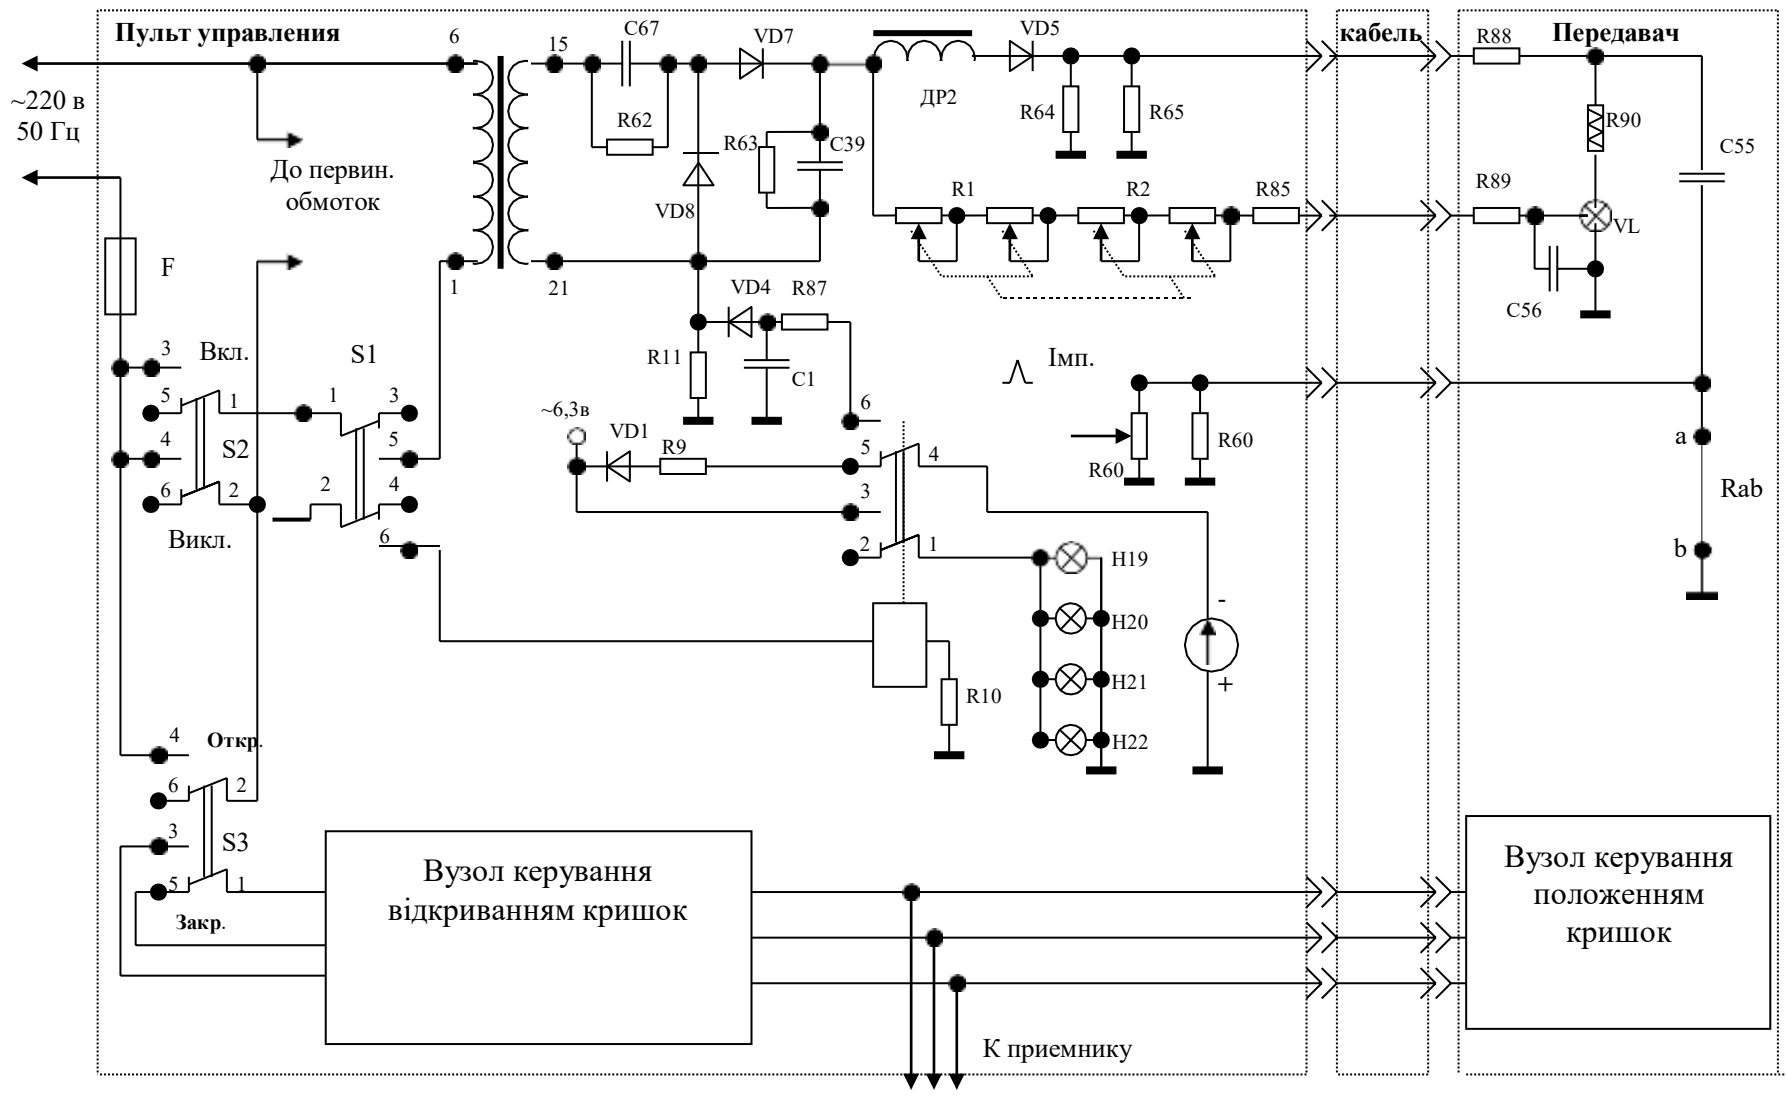 Пульт управления
кабель
Передавач
6
15
C67
VD7
VD5
R88
~220 в
50 Гц
ДР2
R62
R63
C39
R64
R65
R90
C55
До первин.
обмоток
VD8
R1
R2
R85
R89
VL
F
1
21
VD4
R87
C56
3
Вкл.
S1
R11
C1
Імп.
5
1
1
3
~6,3в
VD1
R9
6
4
S2
5
5
4
R60
R60
a
6
2
2
4
3
Rab
Викл.
6
2
1
H19
b
-
H20
+
H21
R10
H22
4
Откр.
6
2
3
S3
5
1
Закр.
Вузол керування
відкриванням кришок
Вузол керування
положенням
кришок
К приемнику